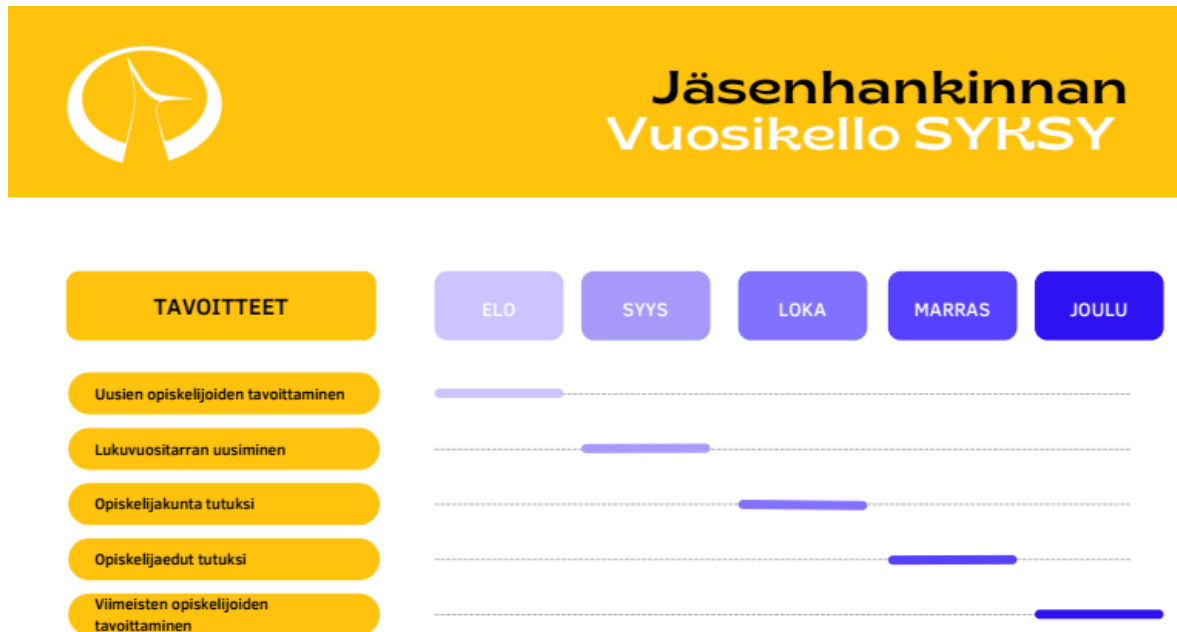 Jäsenhankinnan
Vuosikello SYKSY
TAVOITTEET
ELO
SYYS
LOKA
MARRAS
JOULU
Uusien opiskelijoiden tavoittaminen
Lukuvuositarran uusiminen
Opiskelijakunta tutuksi
Opiskelijaedut tutuksi
Viimeisten opiskelijoiden
tavoittaminen